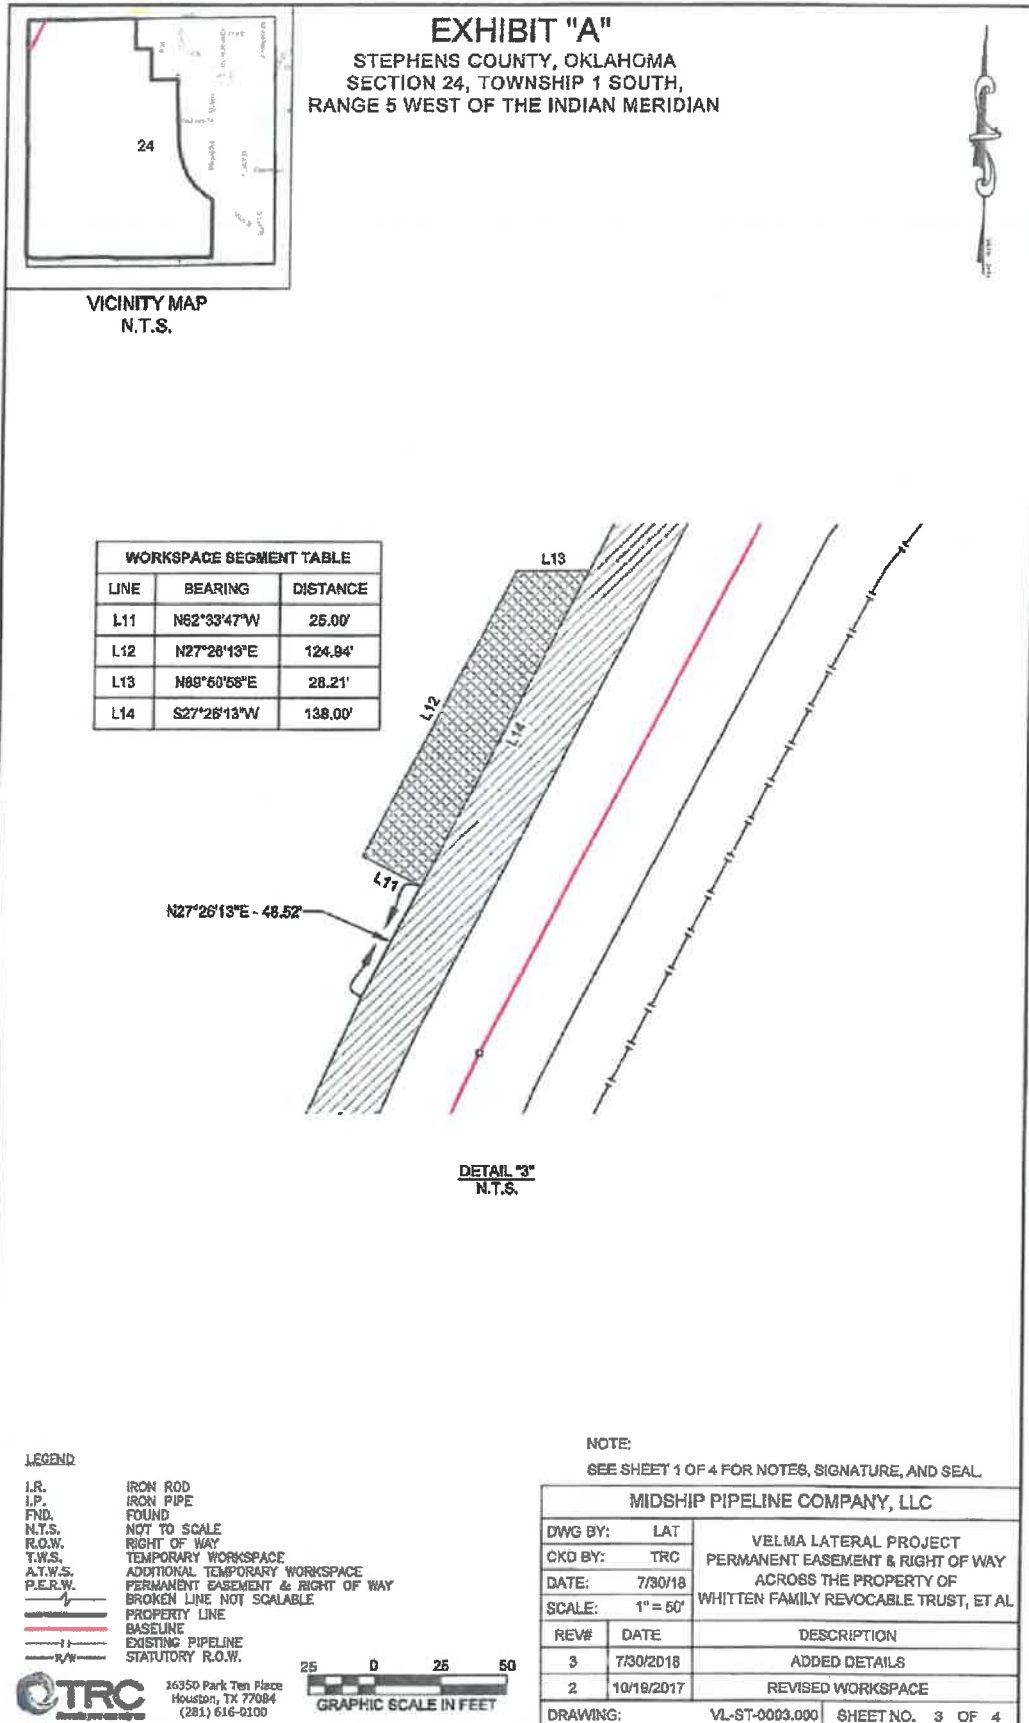 EXHIBIT "A"
STEPHENS COUNTY, OKLAHOMA
SECTION 24, TOWNSHIP 1 SOUTH,
RANGE 5 WEST OF THE INDIAN MERIDIAN
24
VICINITY MAP
N.T.S.
WORKSPACE SEGMENT TABLE
LINE BEARING DISTANCE
L11 N62°33'47"W 25.00'
L12 N27°26'13"E 124.94'
L13 N89°50'58"E 28.21'
L14 S27°26'13"W 138.00'
L13
L12
L14
L11
N27°26'13"E - 48.52'
DETAIL "3"
N.T.S.
LEGEND
I.R. IRON ROD
I.P. IRON PIPE
FND. FOUND
N.T.S. NOT TO SCALE
R.O.W. RIGHT OF WAY
T.W.S. TEMPORARY WORKSPACE
A.T.W.S. ADDITIONAL TEMPORARY WORKSPACE
P.E.R.W. PERMANENT EASEMENT & RIGHT OF WAY
BROKEN LINE NOT SCALABLE
PROPERTY LINE
BASELINE
EXISTING PIPELINE
R/W STATUTORY R.O.W.
TRC
16350 Park Ten Place
Houston, TX 77084
(281) 616-0100
25 0 25 50
GRAPHIC SCALE IN FEET
NOTE:
SEE SHEET 1 OF 4 FOR NOTES, SIGNATURE, AND SEAL.
MIDSHIP PIPELINE COMPANY, LLC
DWG BY: LAT
CKD BY: TRC
DATE: 7/30/18
SCALE: 1" = 50'
VELMA LATERAL PROJECT
PERMANENT EASEMENT & RIGHT OF WAY
ACROSS THE PROPERTY OF
WHITTEN FAMILY REVOCABLE TRUST, ET AL
REV# DATE DESCRIPTION
3 7/30/2018 ADDED DETAILS
2 10/19/2017 REVISED WORKSPACE
DRAWING: VL-ST-0003.000 SHEET NO. 3 OF 4